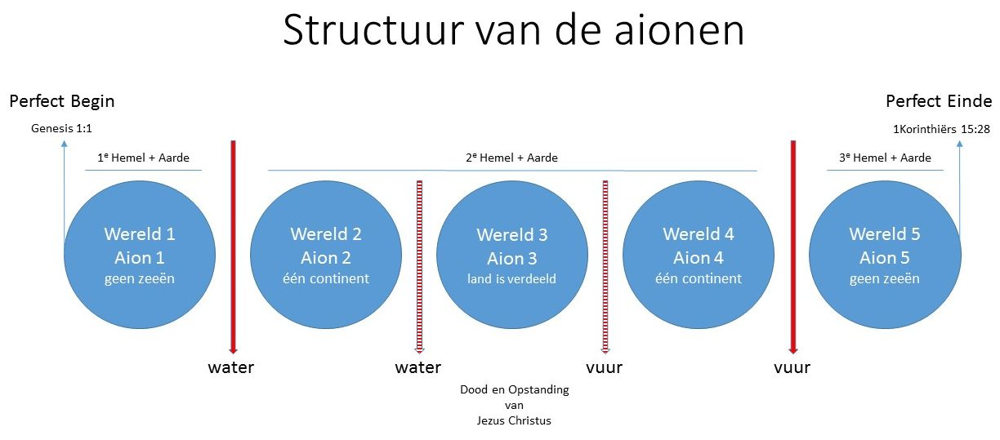 Structuur van de aionen
Perfect Begin
Perfect Einde
Genesis 1:1
1Korinthiërs 15:28
1e Hemel + Aarde
2e Hemel + Aarde
3e Hemel + Aarde
Wereld 1
Aion 1
geen zeeën
Wereld 2
Aion 2
één continent
Wereld 3
Aion 3
land is verdeeld
Wereld 4
Aion 4
één continent
Wereld 5
Aion 5
geen zeeën
water
water
vuur
vuur
Dood en Opstanding
van
Jezus Christus